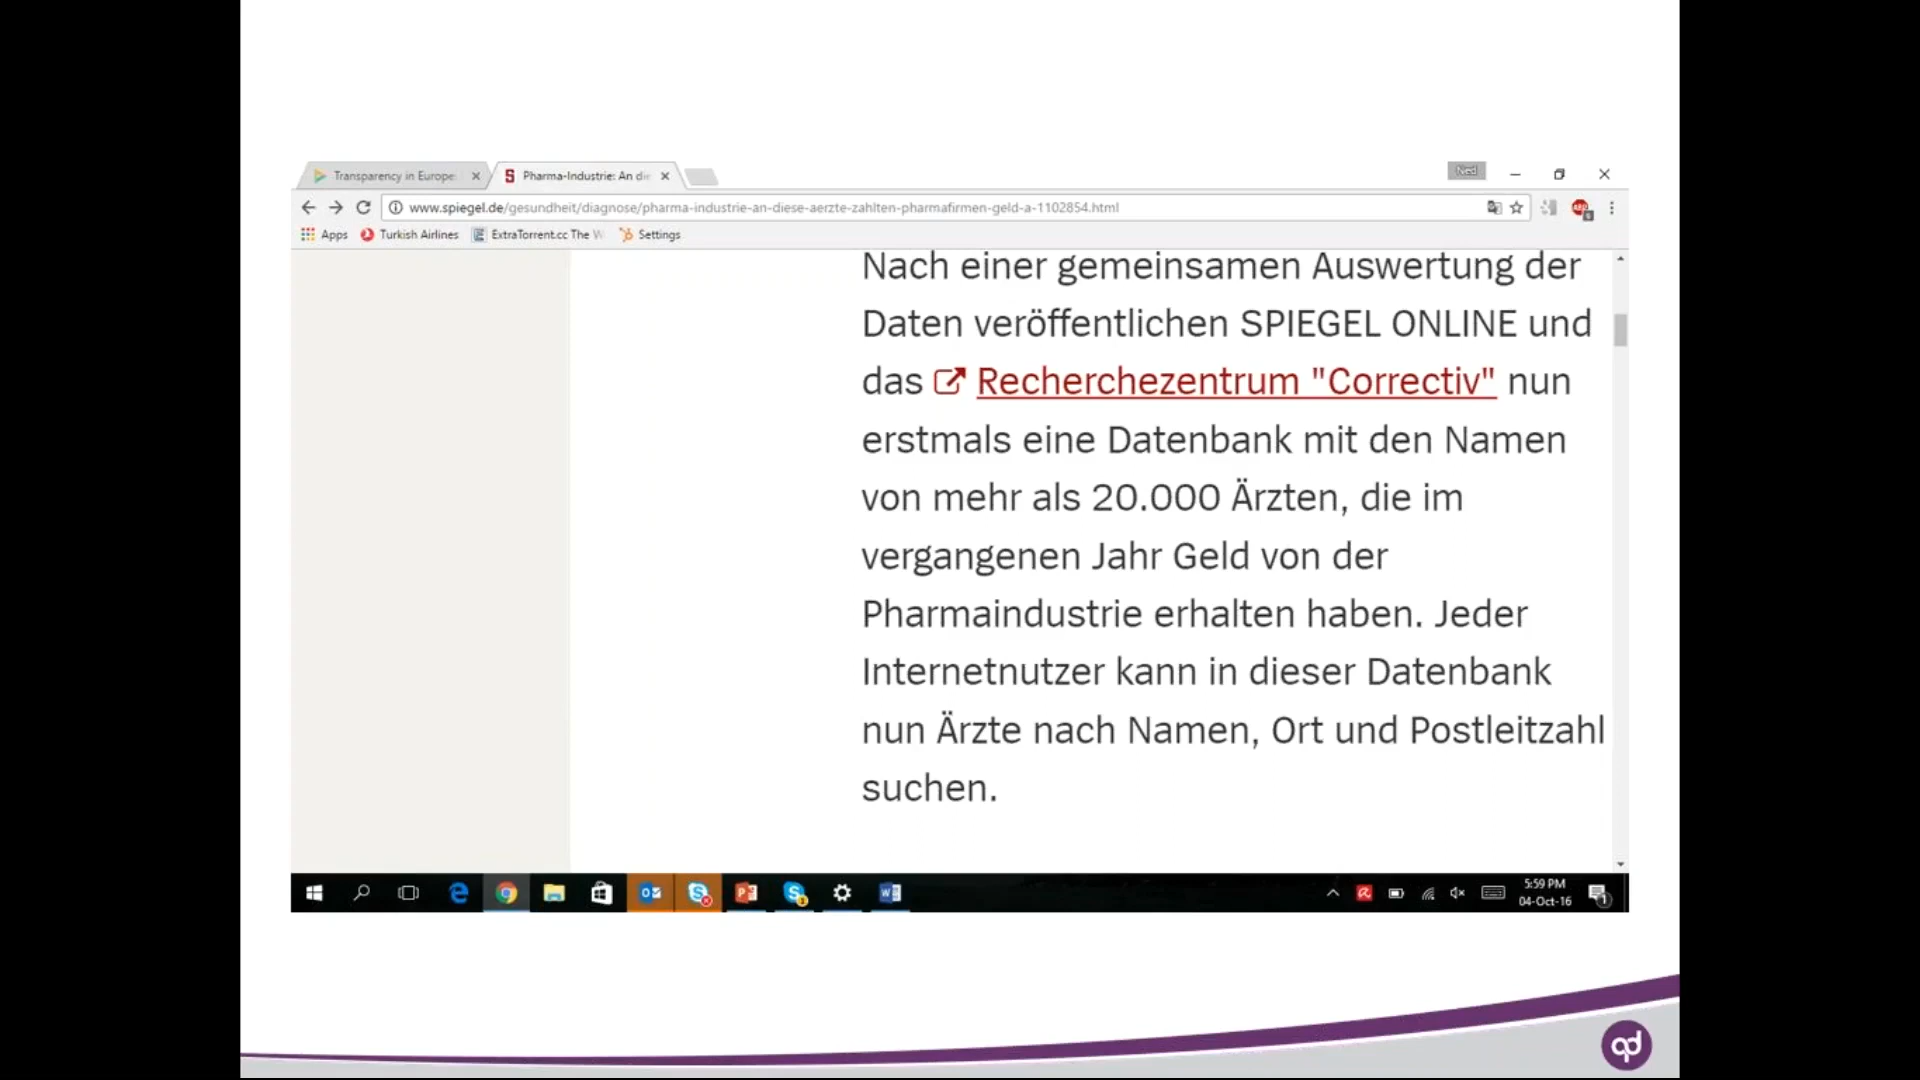 Transparency in Europe:
Pharma-Industrie: An die
Ned
www.spiegel.de/gesundheit/diagnose/pharma-industrie-an-diese-aerzte-zahlten-pharmafirmen-geld-a-1102854.html
Apps
Turkish Airlines
ExtraTorrent.cc The W
Settings
Nach einer gemeinsamen Auswertung der
Daten veröffentlichen SPIEGEL ONLINE und
das Recherchezentrum "Correctiv" nun
erstmals eine Datenbank mit den Namen
von mehr als 20.000 Ärzten, die im
vergangenen Jahr Geld von der
Pharmaindustrie erhalten haben. Jeder
Internetnutzer kann in dieser Datenbank
nun Ärzte nach Namen, Ort und Postleitzahl
suchen.
5:59 PM
04-Oct-16
qd